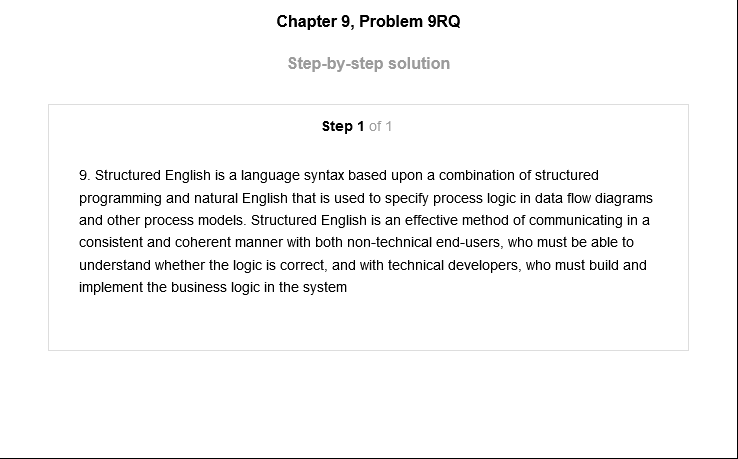 Chapter 9, Problem 9RQ
Step-by-step solution
Step 1 of 1
9. Structured English is a language syntax based upon a combination of structured
programming and natural English that is used to specify process logic in data flow diagrams
and other process models. Structured English is an effective method of communicating in a
consistent and coherent manner with both non-technical end-users, who must be able to
understand whether the logic is correct, and with technical developers, who must build and
implement the business logic in the system